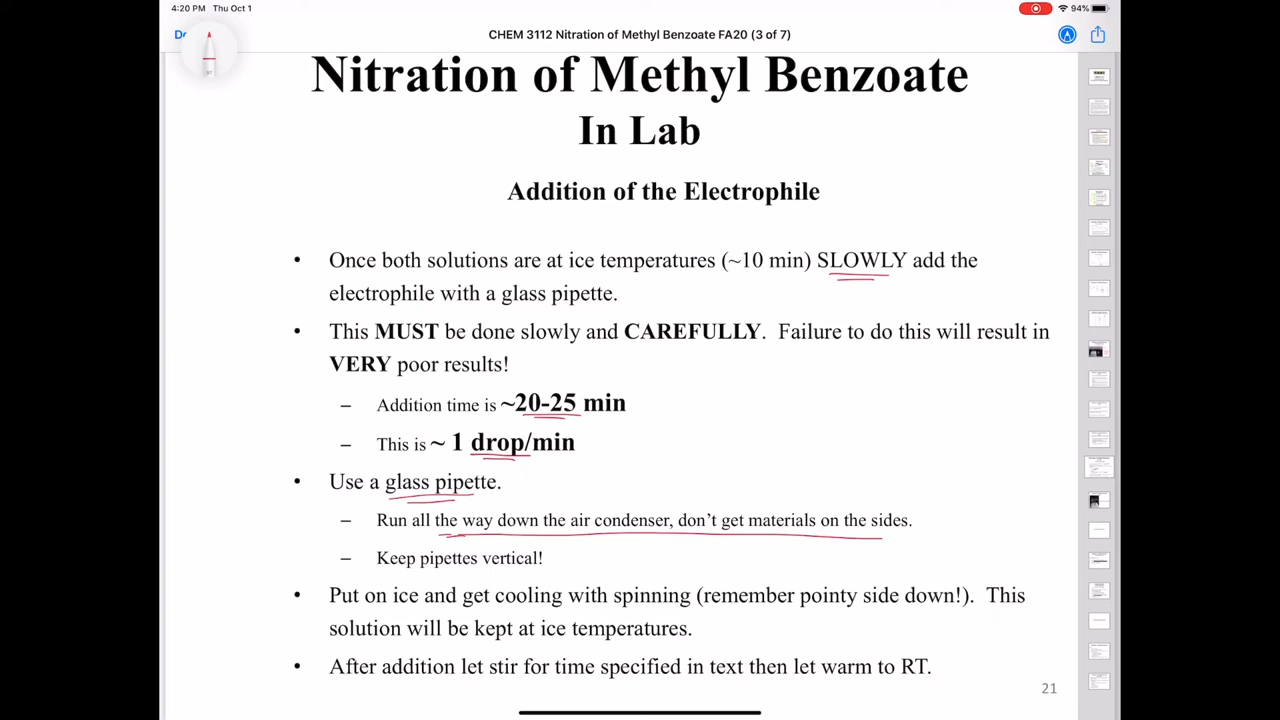 4:20 PM Thu Oct 1
94%
CHEM 3112 Nitration of Methyl Benzoate FA20 (3 of 7)
Nitration of Methyl Benzoate
In Lab
Addition of the Electrophile
• Once both solutions are at ice temperatures (~10 min) SLOWLY add the
electrophile with a glass pipette.
• This MUST be done slowly and CAREFULLY. Failure to do this will result in
VERY poor results!
– Addition time is ~20-25 min
– This is ~ 1 drop/min
• Use a glass pipette.
– Run all the way down the air condenser, don’t get materials on the sides.
– Keep pipettes vertical!
• Put on ice and get cooling with spinning (remember pointy side down!). This
solution will be kept at ice temperatures.
• After addition let stir for time specified in text then let warm to RT.
21